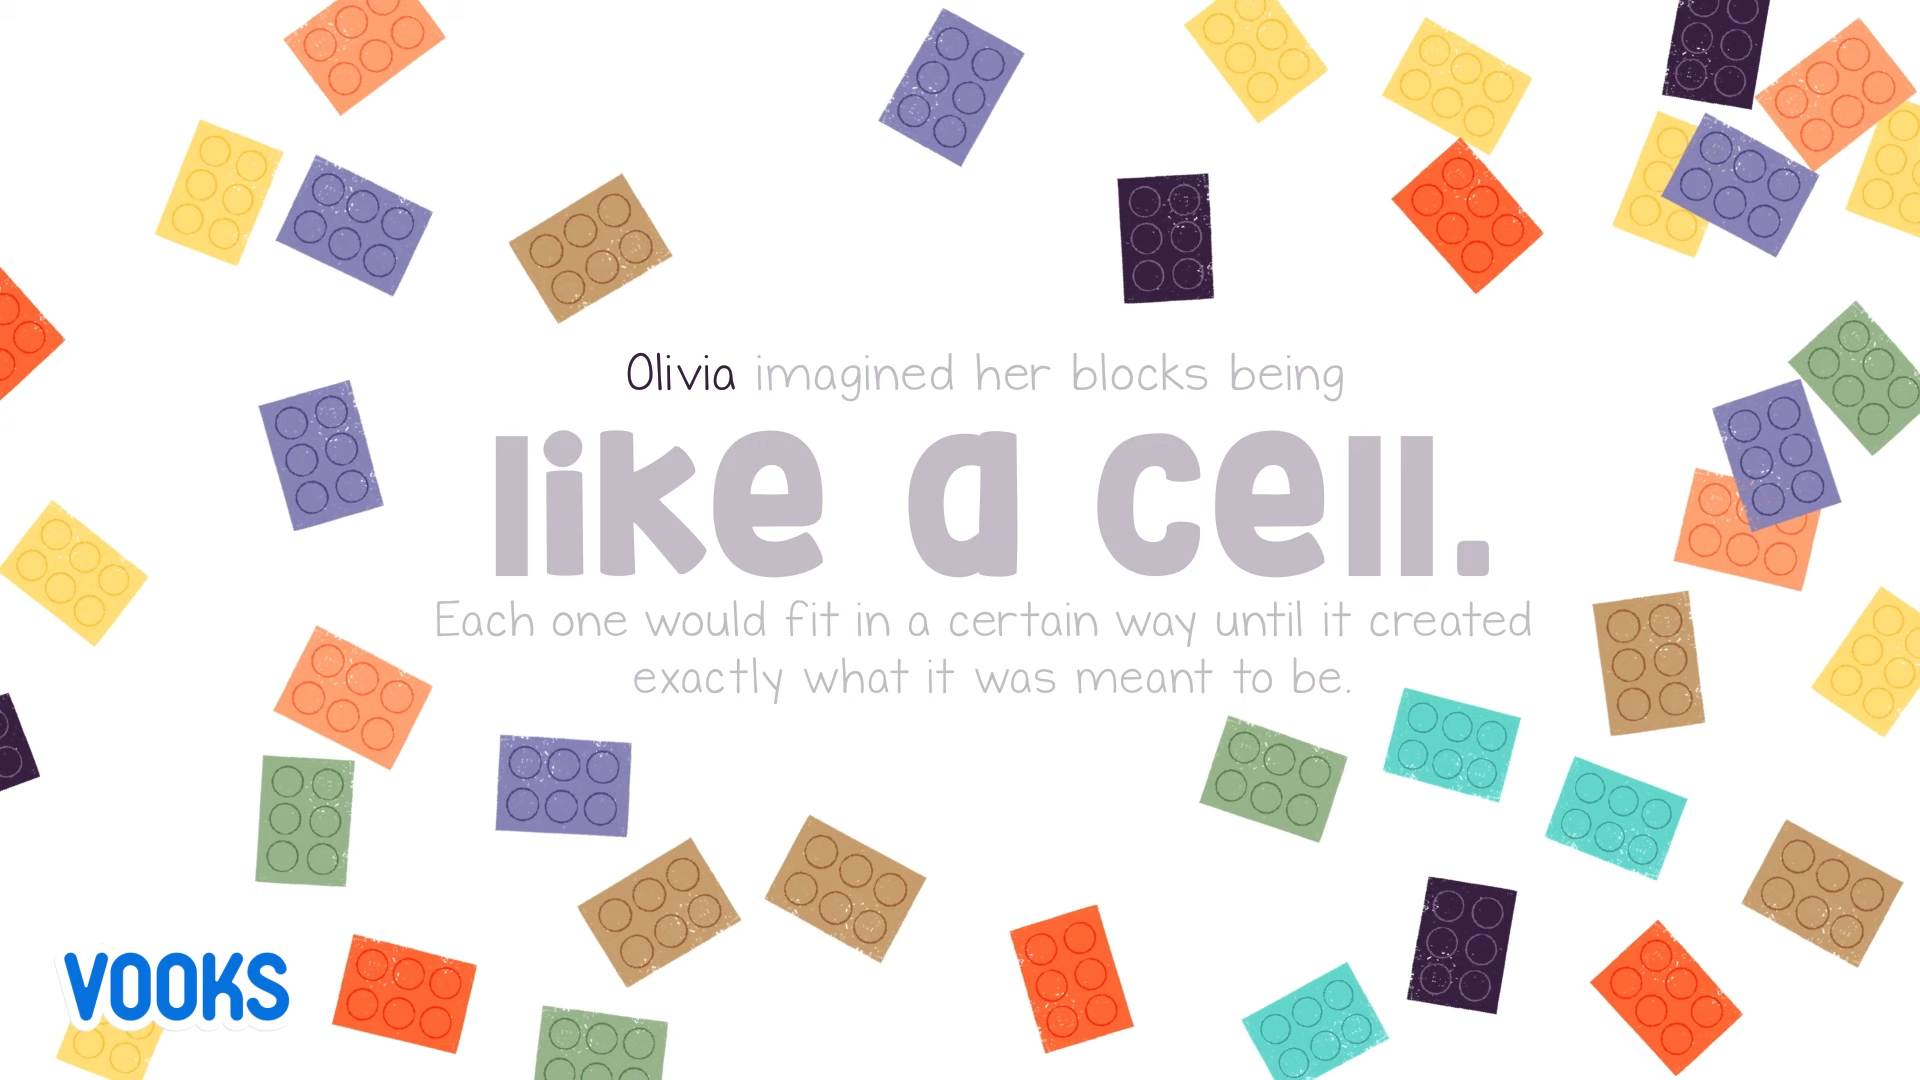 Olivia imagined her blocks being
like a cell.
Each one would fit in a certain way until it created
exactly what it was meant to be.
VOOKS